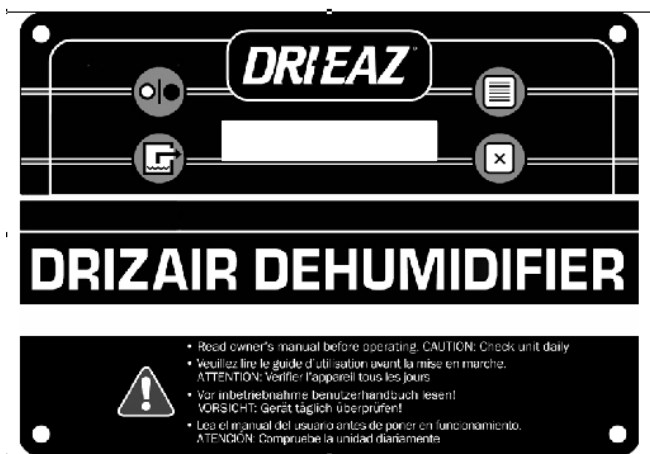 DRIEAZ
DRIZAIR DEHUMIDIFIER
• Read owner's manual before operating. CAUTION: Check unit daily
• Veuillez lire le guide d'utilisation avant la mise en marche.
ATTENTION: Verifier l'appareil tous les jours
• Vor inbetriebnahme benutzerhandbuch lesen!
VORSICHT: Gerät täglich überprüfen!
• Lea el manual del usuario antes de poner en funcionamiento.
ATENCIÓN: Compruebe la unidad diariamente